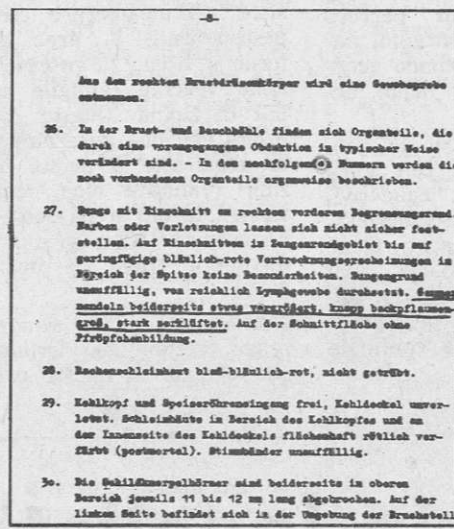 -8-
Aus dem rechten Brustdrüsenkörper wird eine Gewebeprobe
entnommen.
26. In der Brust- und Bauchhöhle finden sich Organteile, die
durch eine vorangegangene Obduktion in typischer Weise
verändert sind. - In den nachfolgenden Nummern werden die
noch vorhandenen Organteile organweise beschrieben.
27. Zunge mit Einschnitt am rechten vorderen Begrenzungsrand.
Narben oder Verletzungen lassen sich nicht sicher fest-
stellen. Auf Einschnitten in Zungenrandgebiet bis auf
geringfügige bläulich-rote Vertrocknungserscheinungen in
Bereich der Spitze keine Besonderheiten. Zungengrund
unauffällig, von reichlich Lymphgewebe durchsetzt. Gaumen
mandeln beiderseits etwas vergrößert, knapp backpflaumen-
groß, stark zerklüftet. Auf der Schnittfläche ohne
Pfröpfchenbildung.
28 Rachenschleimhaut blaß-bläulich-rot, nicht getrübt.
29. Kehlkopf und Speiseröhreneingang frei, Kehldeckel unver-
letzt. Schleimhäute in Bereich des Kehlkopfes und an
der Innenseite des Kehldeckels flächenhaft rötlich ver-
färbt (postmortal). Stimmbänder unauffällig.
3o. Die Schildknorpelhörner sind beiderseits in oberen
Bereich jeweils 11 bis 12 mm lang abgebrochen. Auf der
linken Seite befindet sich in der Umgebung der Bruchstell